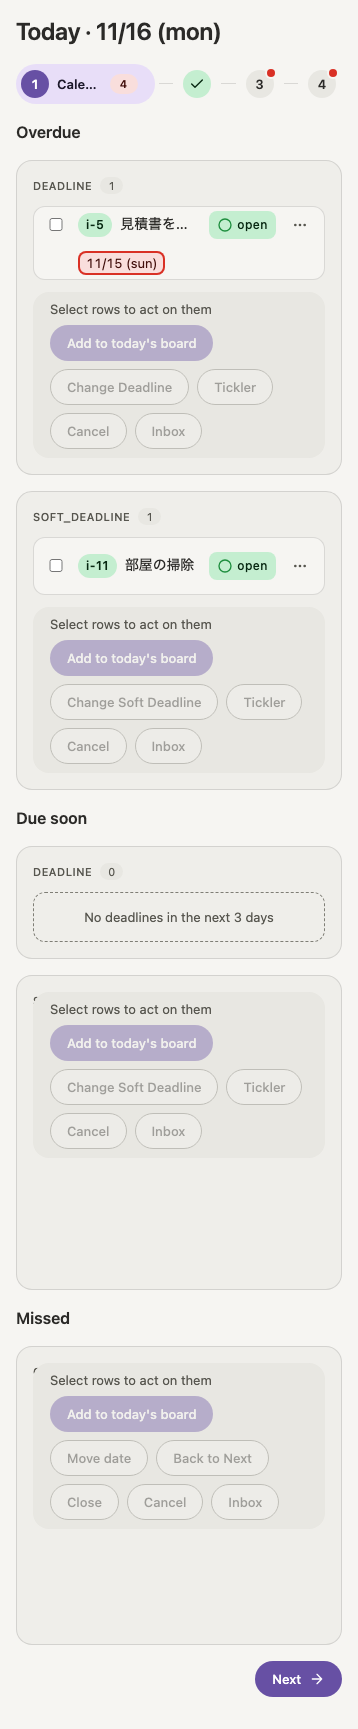 Today · 11/16 (mon)
1 Cale... 4 3 4
Overdue
DEADLINE 1
i-5 見積書を... open ...
11/15 (sun)
Select rows to act on them
Add to today's board
Change Deadline Tickler
Cancel Inbox
SOFT_DEADLINE 1
i-11 部屋の掃除 open ...
Select rows to act on them
Add to today's board
Change Soft Deadline Tickler
Cancel Inbox
Due soon
DEADLINE 0
No deadlines in the next 3 days
Select rows to act on them
Add to today's board
Change Soft Deadline Tickler
Cancel Inbox
Missed
Select rows to act on them
Add to today's board
Move date Back to Next
Close Cancel Inbox
Next →